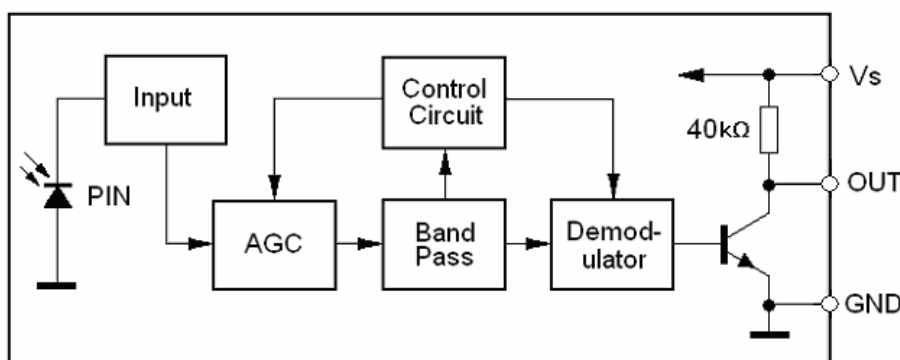 Input
Control
Circuit
Vs
40kΩ
PIN
OUT
AGC
Band
Pass
Demod-
ulator
GND